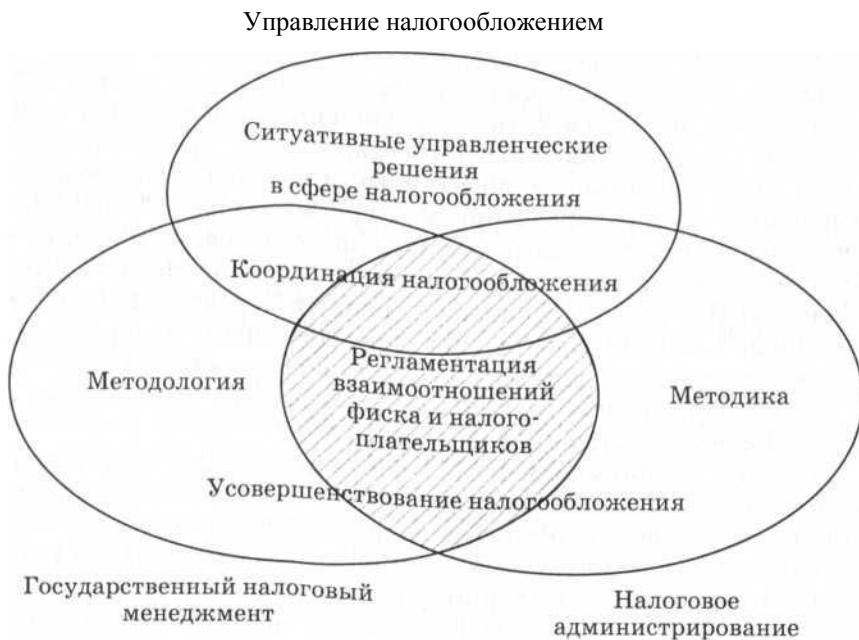 Управление налогообложением
Ситуативные управленческие
решения
в сфере налогообложения
Координация налогообложения
Методология
Регламентация
взаимоотношений
фиска и налого-
плательщиков
Методика
Усовершенствование налогообложения
Государственный налоговый
менеджмент
Налоговое
администрирование